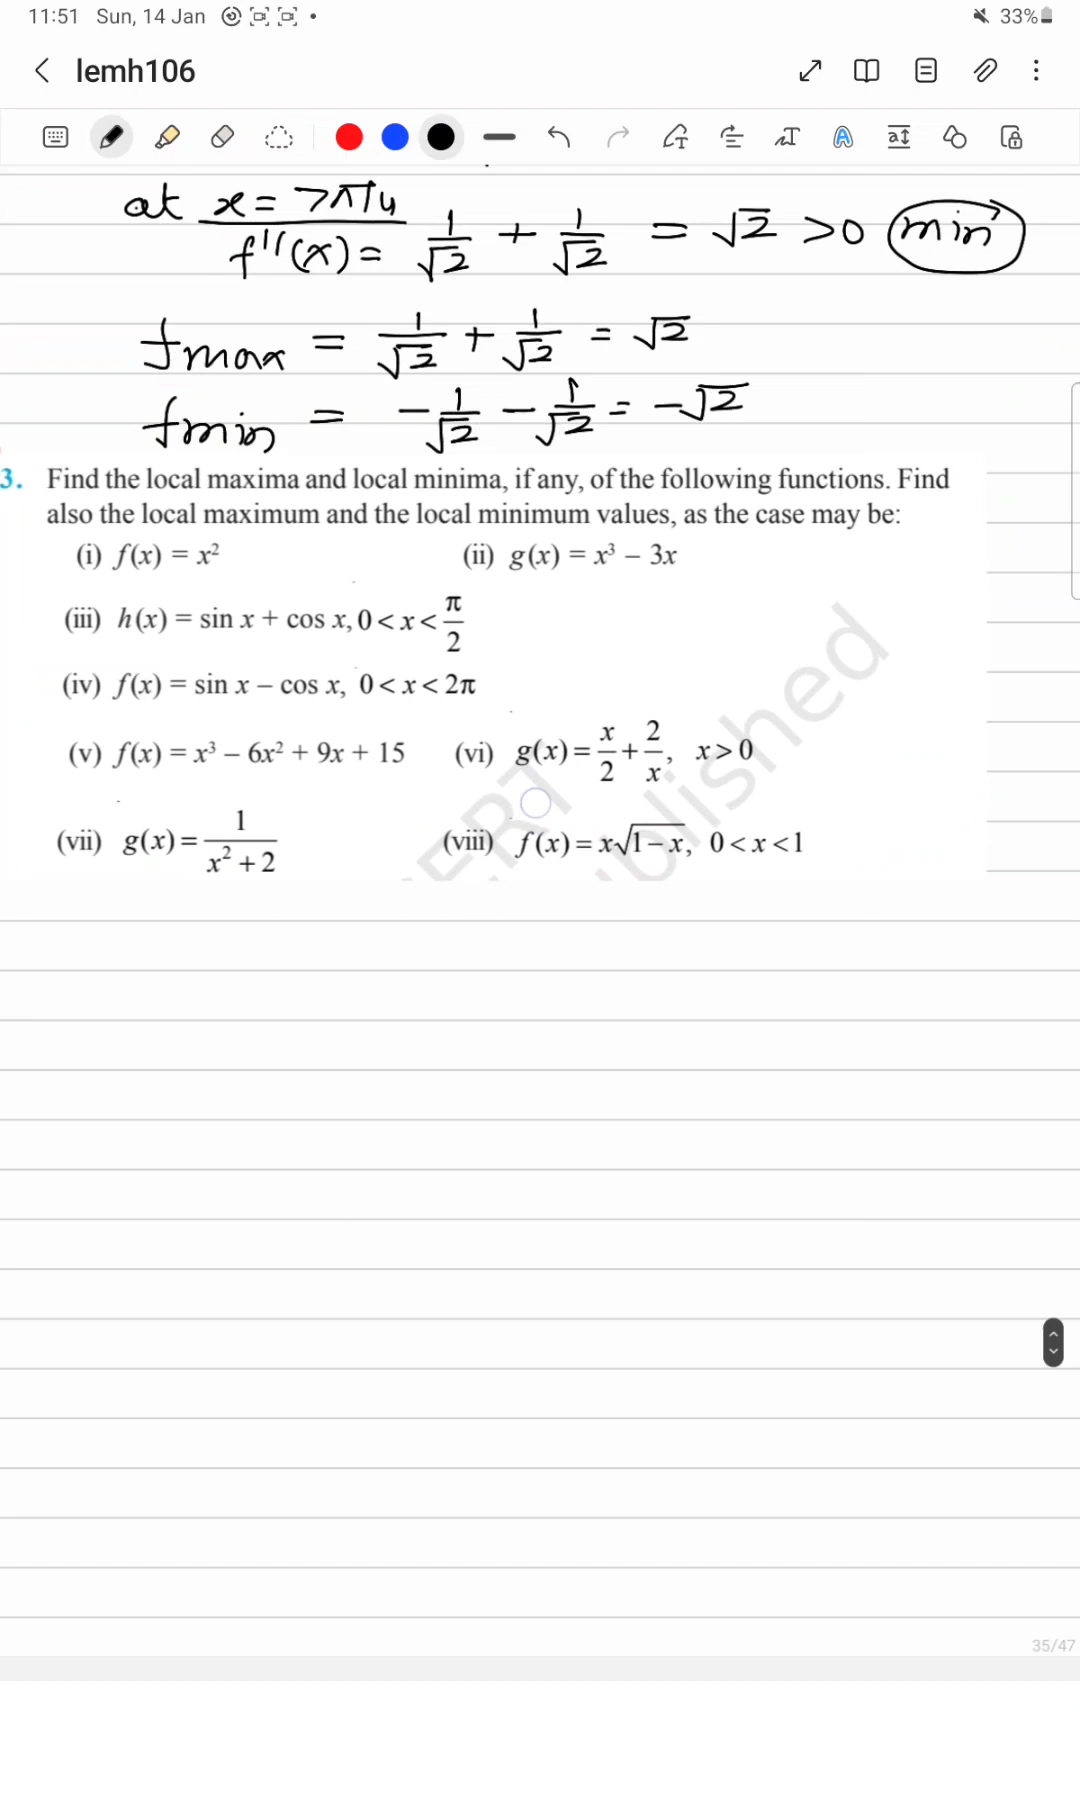 11:51 Sun, 14 Jan
33%
lemh106
at x = 7π/4
f''(x) = 1/√2 + 1/√2 = √2 >0 min
fmax = 1/√2 + 1/√2 = √2
fmin = -1/√2 - 1/√2 = -√2
3. Find the local maxima and local minima, if any, of the following functions. Find
also the local maximum and the local minimum values, as the case may be:
(i) f(x) = x² (ii) g(x) = x³ – 3x
(iii) h(x) = sin x + cos x, 0 < x < π/2
(iv) f(x) = sin x – cos x, 0 < x < 2π
(v) f(x) = x³ – 6x² + 9x + 15 (vi) g(x) = x/2 + 2/x, x > 0
(vii) g(x) = 1/(x² + 2) (viii) f(x) = x√(1–x), 0 < x < 1
35/47